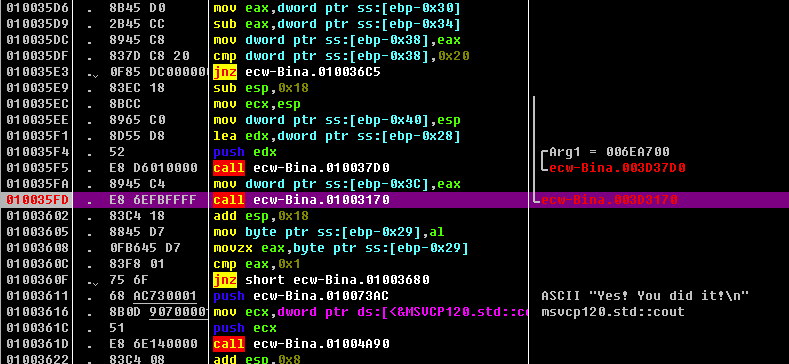 010035D6 . 8B45 D0 mov eax,dword ptr ss:[ebp-0x30]
010035D9 . 2B45 CC sub eax,dword ptr ss:[ebp-0x34]
010035DC . 8945 C8 mov dword ptr ss:[ebp-0x38],eax
010035DF . 837D C8 20 cmp dword ptr ss:[ebp-0x38],0x20
010035E3 .⌄ 0F85 DC000000 jnz ecw-Bina.010036C5
010035E9 . 83EC 18 sub esp,0x18
010035EC . 8BCC mov ecx,esp
010035EE . 8965 C0 mov dword ptr ss:[ebp-0x40],esp
010035F1 . 8D55 D8 lea edx,dword ptr ss:[ebp-0x28]
010035F4 . 52 push edx Arg1 = 006EA700
010035F5 . E8 D6010000 call ecw-Bina.010037D0 ecw-Bina.003D37D0
010035FA . 8945 C4 mov dword ptr ss:[ebp-0x3C],eax
010035FD . E8 6EFBFFFF call ecw-Bina.01003170 ecw-Bina.003D3170
01003602 . 83C4 18 add esp,0x18
01003605 . 8845 D7 mov byte ptr ss:[ebp-0x29],al
01003608 . 0FB645 D7 movzx eax,byte ptr ss:[ebp-0x29]
0100360C . 83F8 01 cmp eax,0x1
0100360F .⌄ 75 6F jnz short ecw-Bina.01003680
01003611 . 68 AC730001 push ecw-Bina.010073AC ASCII "Yes! You did it!\n"
01003616 . 8B0D 9070000 mov ecx,dword ptr ds:[<&MSVCP120.std::co msvcp120.std::cout
0100361C . 51 push ecx
0100361D . E8 6E140000 call ecw-Bina.01004A90
01003622 . 83C4 08 add esp,0x8